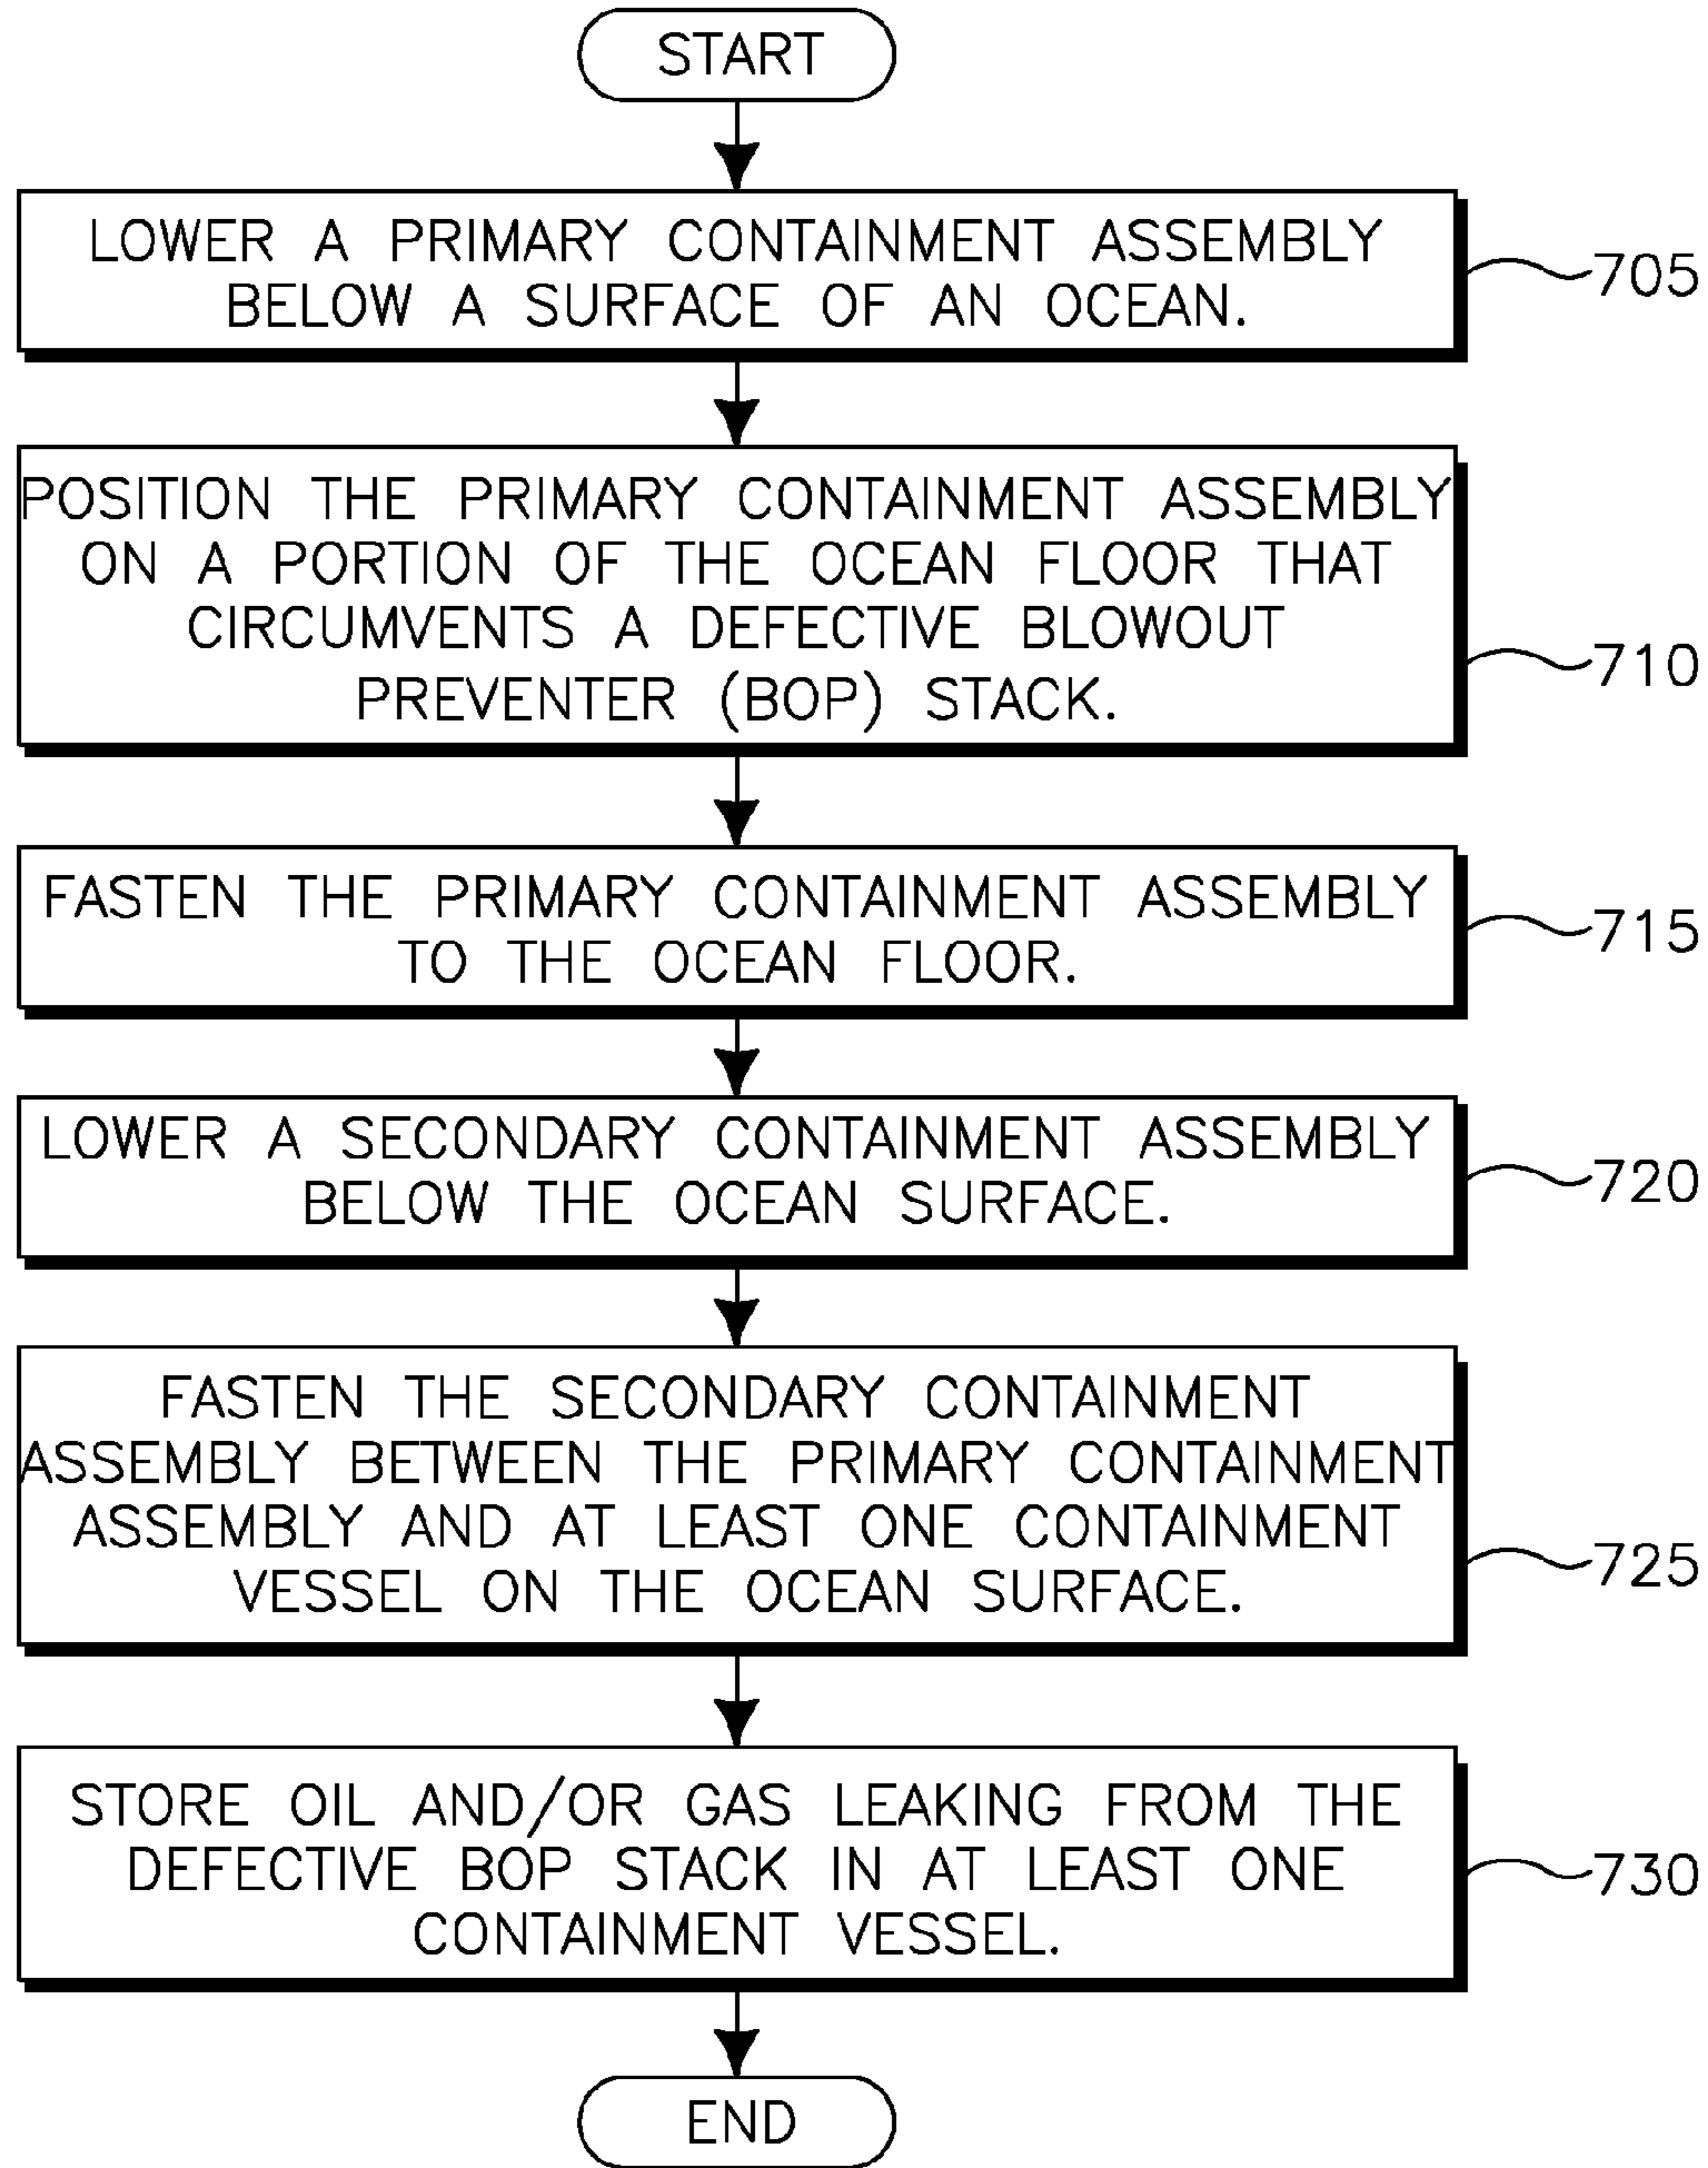 START
LOWER A PRIMARY CONTAINMENT ASSEMBLY
BELOW A SURFACE OF AN OCEAN.
705
POSITION THE PRIMARY CONTAINMENT ASSEMBLY
ON A PORTION OF THE OCEAN FLOOR THAT
CIRCUMVENTS A DEFECTIVE BLOWOUT
PREVENTER (BOP) STACK.
710
FASTEN THE PRIMARY CONTAINMENT ASSEMBLY
TO THE OCEAN FLOOR.
715
LOWER A SECONDARY CONTAINMENT ASSEMBLY
BELOW THE OCEAN SURFACE.
720
FASTEN THE SECONDARY CONTAINMENT
ASSEMBLY BETWEEN THE PRIMARY CONTAINMENT
ASSEMBLY AND AT LEAST ONE CONTAINMENT
VESSEL ON THE OCEAN SURFACE.
725
STORE OIL AND/OR GAS LEAKING FROM THE
DEFECTIVE BOP STACK IN AT LEAST ONE
CONTAINMENT VESSEL.
730
END